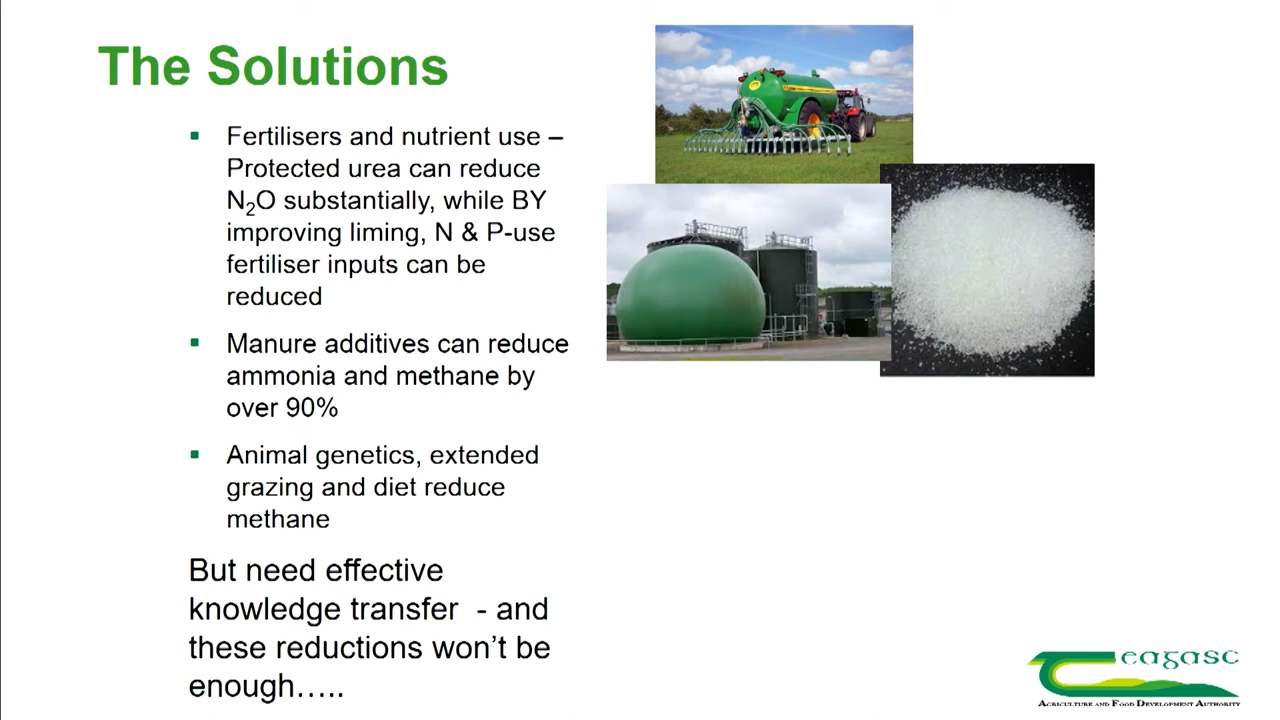 The Solutions
▪ Fertilisers and nutrient use –
Protected urea can reduce
N₂O substantially, while BY
improving liming, N & P-use
fertiliser inputs can be
reduced
▪ Manure additives can reduce
ammonia and methane by
over 90%
▪ Animal genetics, extended
grazing and diet reduce
methane
But need effective
knowledge transfer - and
these reductions won’t be
enough…..
teagasc
AGRICULTURE AND FOOD DEVELOPMENT AUTHORITY